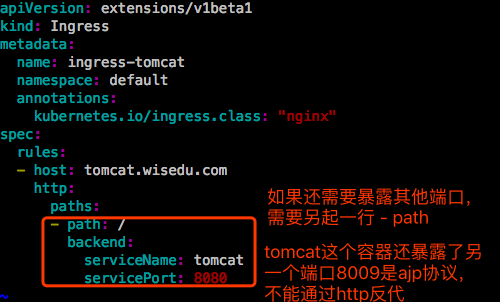 apiVersion: extensions/v1beta1
kind: Ingress
metadata:
  name: ingress-tomcat
  namespace: default
  annotations:
    kubernetes.io/ingress.class: "nginx"
spec:
  rules:
  - host: tomcat.wisedu.com
    http:
      paths:
      - path: /
        backend:
          serviceName: tomcat
          servicePort: 8080
~
如果还需要暴露其他端口，
需要另起一行 - path
tomcat这个容器还暴露了另
一个端口8009是ajp协议，
不能通过http反代